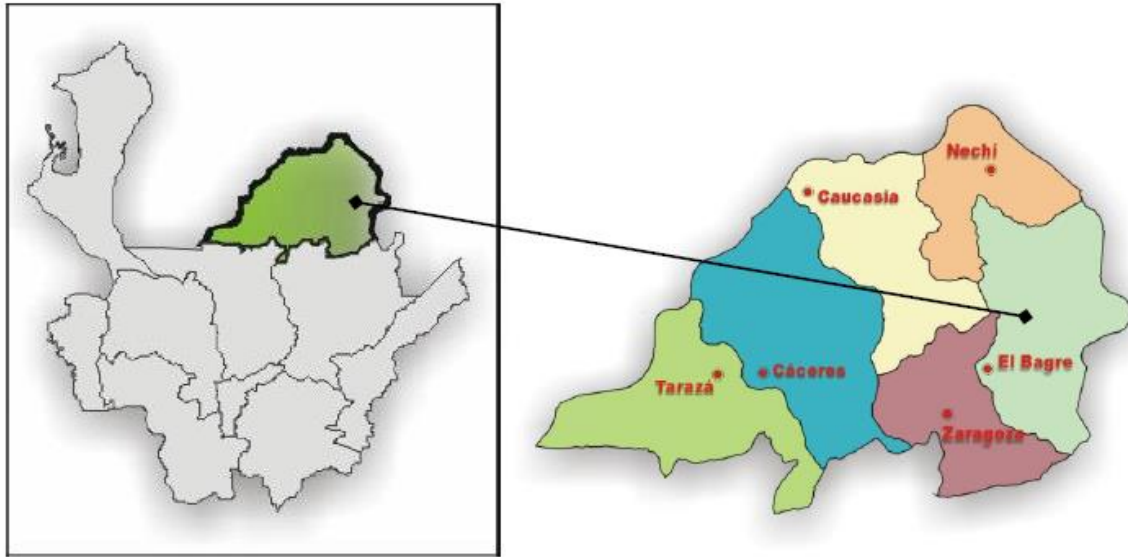 Nechí
Caucasia
El Bagre
Tarazá
Cáceres
Zaragoza